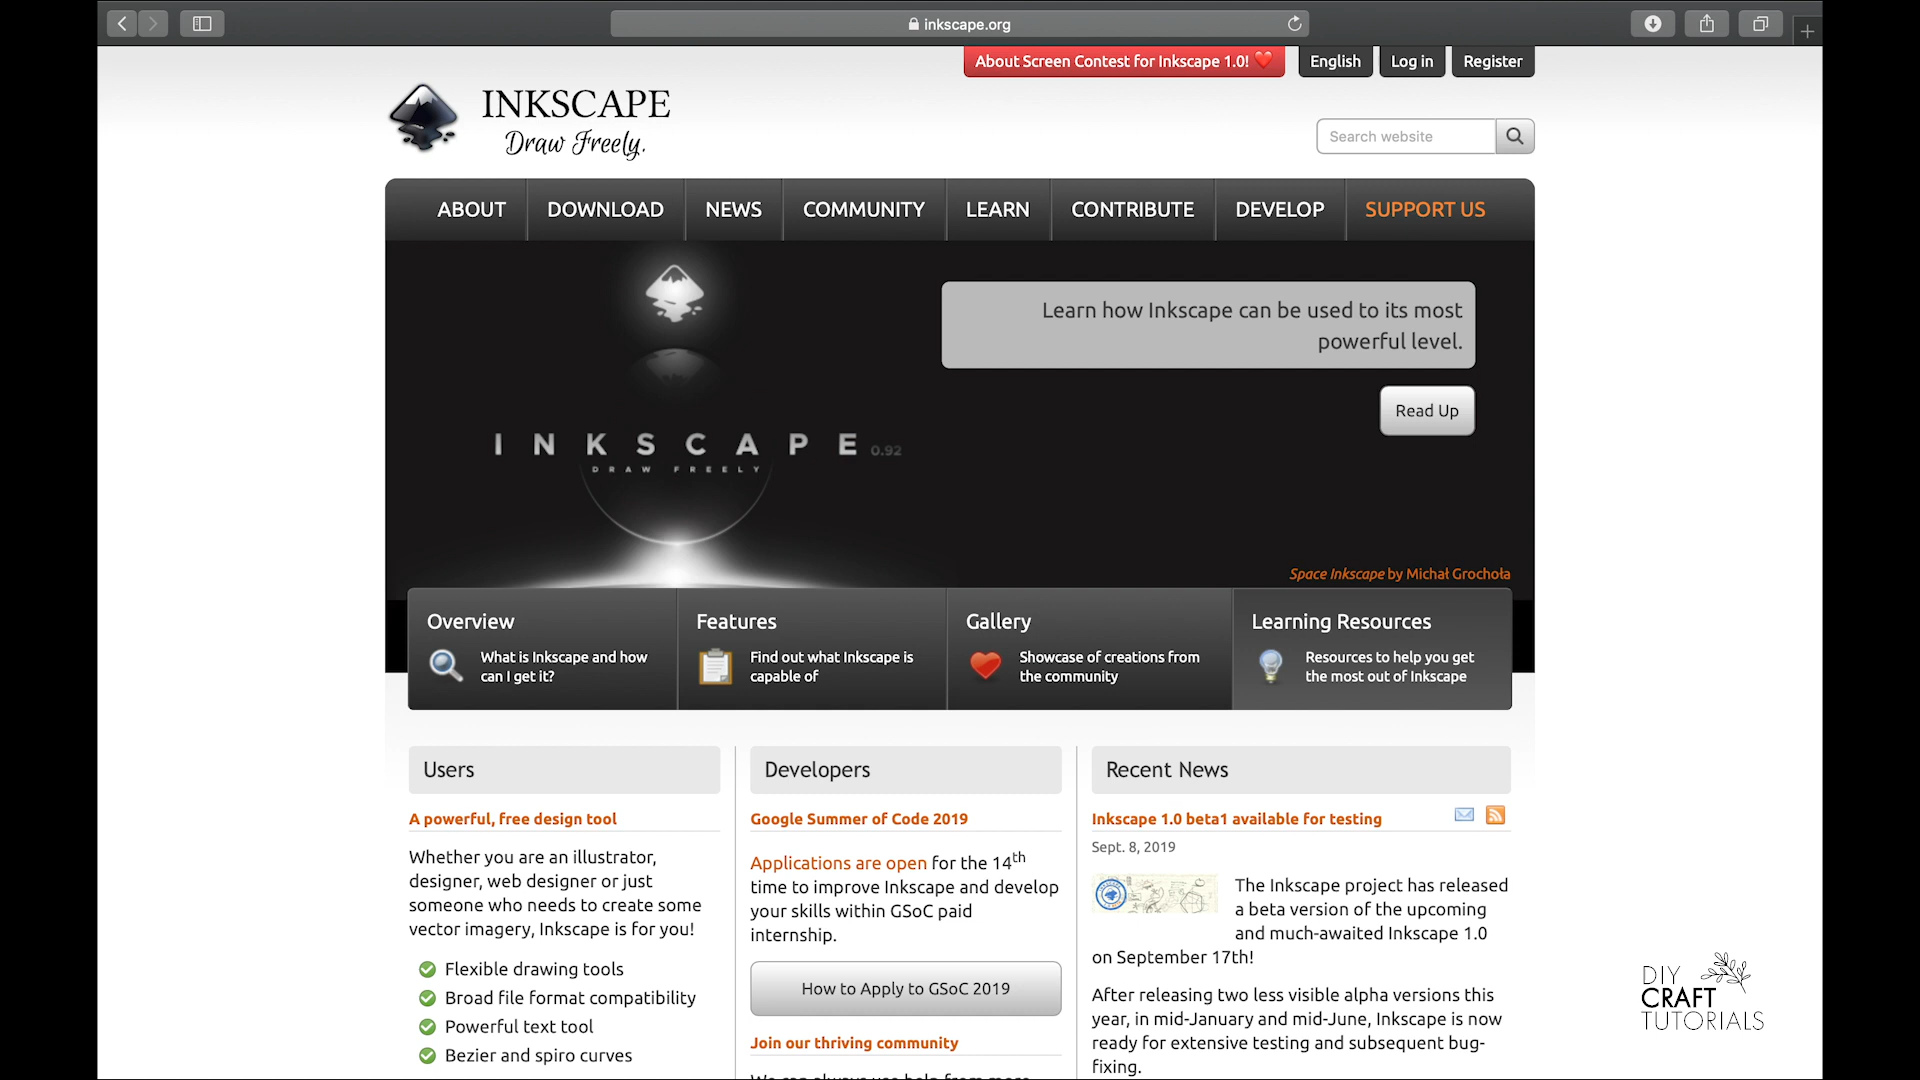 inkscape.org
About Screen Contest for Inkscape 1.0!
English
Log in
Register
INKSCAPE
Draw Freely.
Search website
ABOUT
DOWNLOAD
NEWS
COMMUNITY
LEARN
CONTRIBUTE
DEVELOP
SUPPORT US
Learn how Inkscape can be used to its most
powerful level.
Read Up
INKSCAPE 0.92
DRAW FREELY
Space Inkscape by Michał Grochoła
Overview
What is Inkscape and how
can I get it?
Features
Find out what Inkscape is
capable of
Gallery
Showcase of creations from
the community
Learning Resources
Resources to help you get
the most out of Inkscape
Users
A powerful, free design tool
Whether you are an illustrator,
designer, web designer or just
someone who needs to create some
vector imagery, Inkscape is for you!
Flexible drawing tools
Broad file format compatibility
Powerful text tool
Bezier and spiro curves
Developers
Google Summer of Code 2019
Applications are open for the 14th
time to improve Inkscape and develop
your skills within GSoC paid
internship.
How to Apply to GSoC 2019
Join our thriving community
Recent News
Inkscape 1.0 beta1 available for testing
Sept. 8, 2019
The Inkscape project has released
a beta version of the upcoming
and much-awaited Inkscape 1.0
on September 17th!
After releasing two less visible alpha versions this
year, in mid-January and mid-June, Inkscape is now
ready for extensive testing and subsequent bug-
fixing.
DIY
CRAFT
TUTORIALS